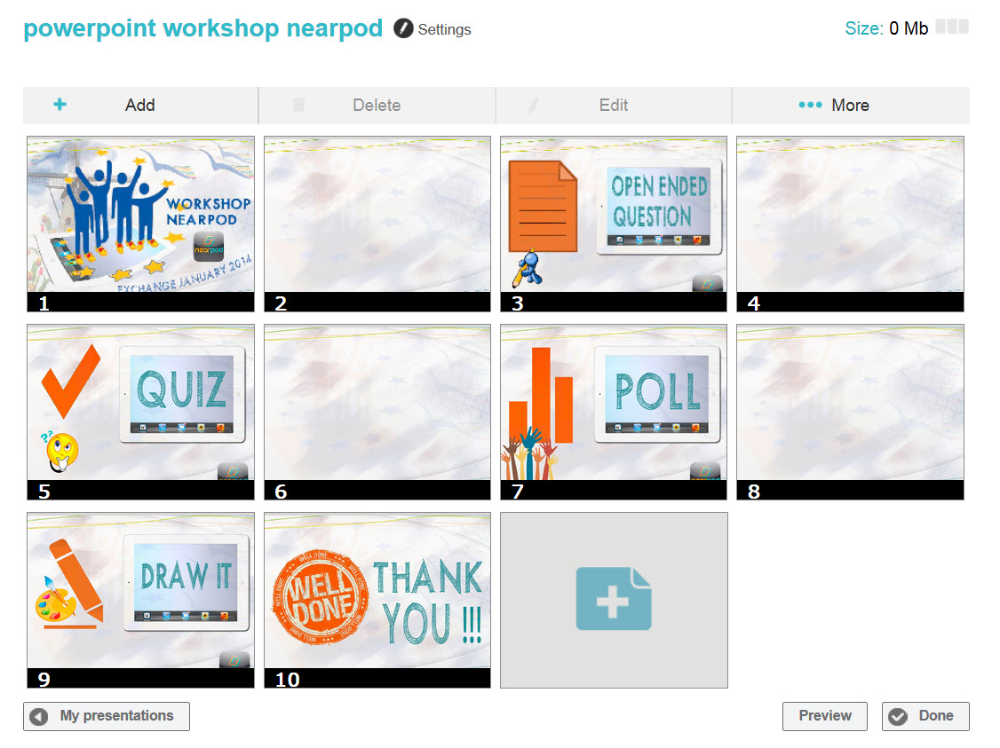 powerpoint workshop nearpod Settings
Size: 0 Mb
Add Delete Edit More
WORKSHOP
NEARPOD
nearpod
EXCHANGE JANUARY 2014
1
2
OPEN ENDED
QUESTION
3
4
QUIZ
??
5
6
POLL
7
8
DRAW IT
9
WELL DONE
WELL
DONE
WELL DONE
THANK
YOU !!!
10
My presentations
Preview
Done